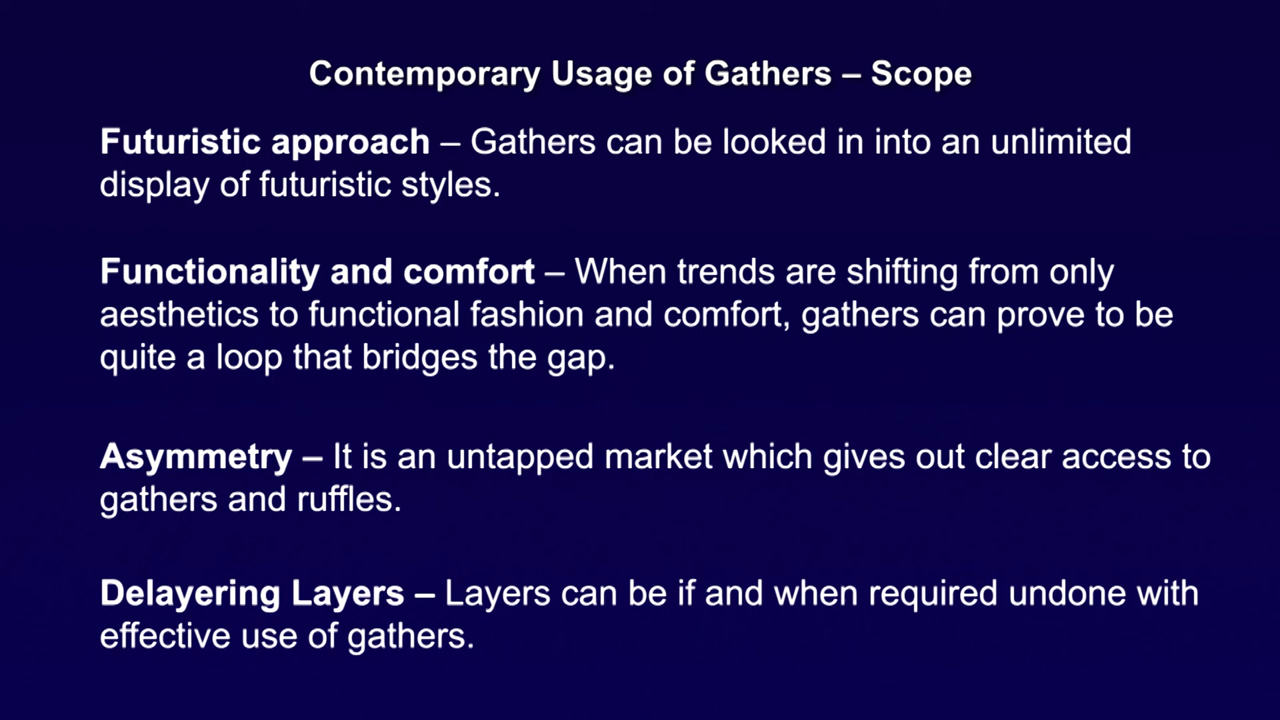 Contemporary Usage of Gathers – Scope
Futuristic approach – Gathers can be looked in into an unlimited
display of futuristic styles.
Functionality and comfort – When trends are shifting from only
aesthetics to functional fashion and comfort, gathers can prove to be
quite a loop that bridges the gap.
Asymmetry – It is an untapped market which gives out clear access to
gathers and ruffles.
Delayering Layers – Layers can be if and when required undone with
effective use of gathers.